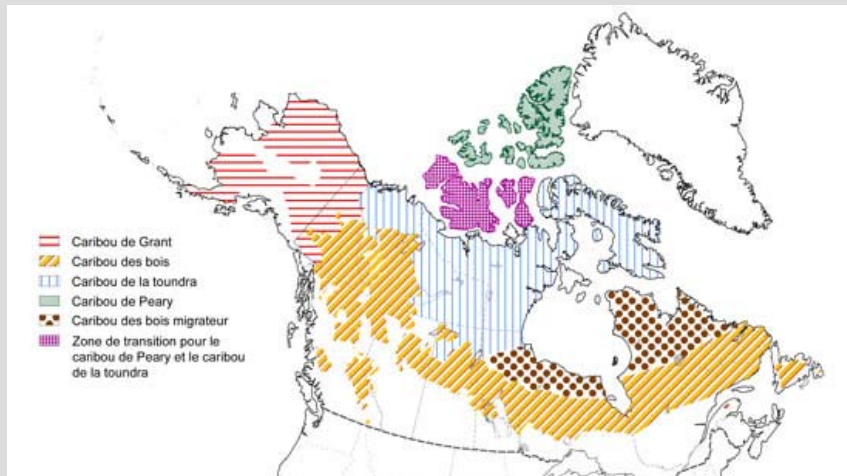 Caribou de Grant
Caribou des bois
Caribou de la toundra
Caribou de Peary
Caribou des bois migrateur
Zone de transition pour le
caribou de Peary et le caribou
de la toundra